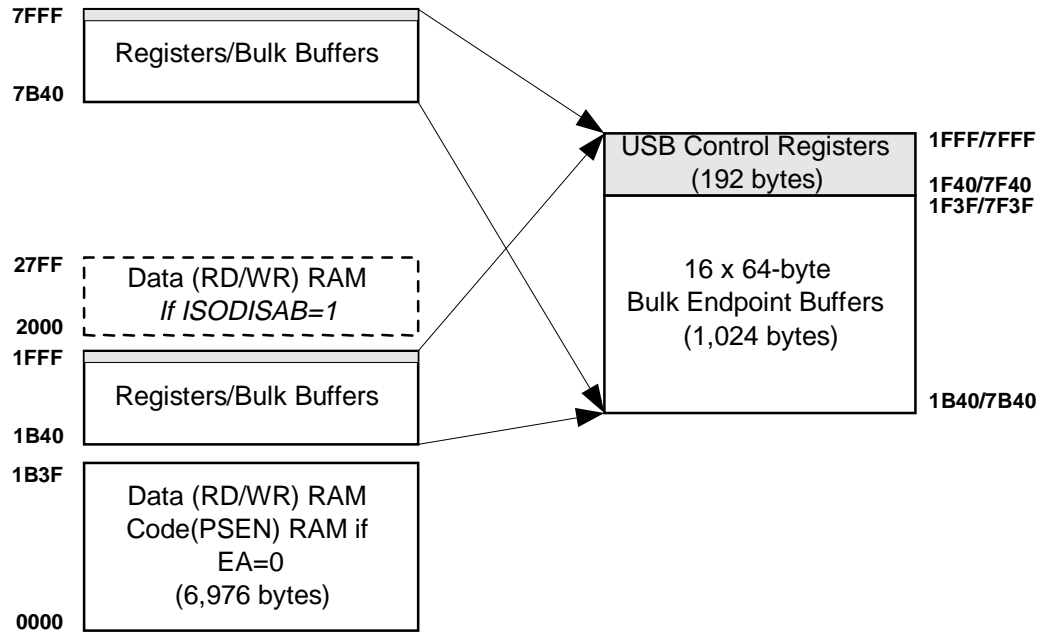 7FFF
Registers/Bulk Buffers
7B40
27FF
Data (RD/WR) RAM
If ISODISAB=1
2000
1FFF
Registers/Bulk Buffers
1B40
1B3F
Data (RD/WR) RAM
Code(PSEN) RAM if
EA=0
(6,976 bytes)
0000
USB Control Registers
(192 bytes)
1FFF/7FFF
1F40/7F40
1F3F/7F3F
16 x 64-byte
Bulk Endpoint Buffers
(1,024 bytes)
1B40/7B40